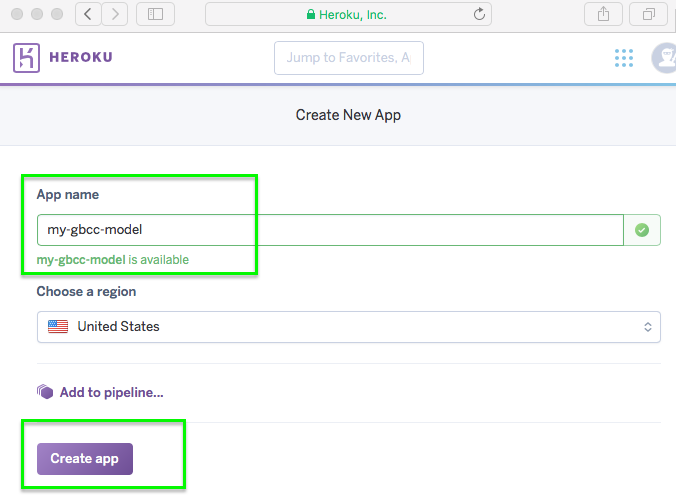 Heroku, Inc.
HEROKU
Jump to Favorites, A
Create New App
App name
my-gbcc-model
my-gbcc-model is available
Choose a region
United States
Add to pipeline...
Create app